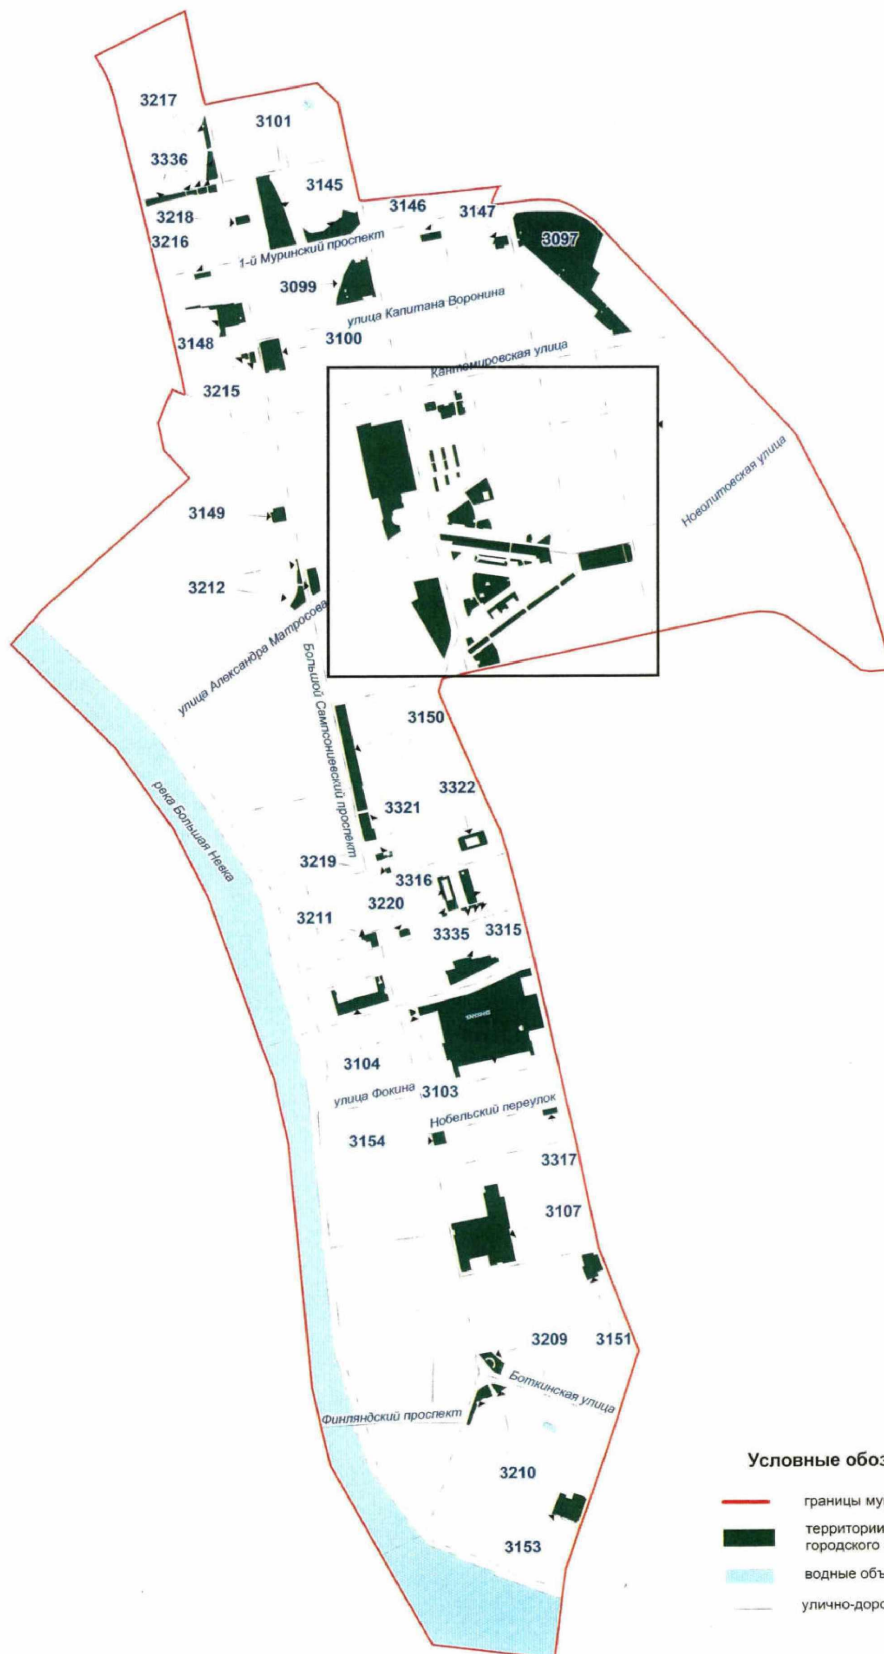 3217
3101
3336
3145
3218
3146
3147
3216
3097
1-й Муринский проспект
3099
улица Капитана Воронина
3148
3100
Кантемировская улица
3215
Новолитовская улица
3149
3212
улица Александра Матросова
Большой Сампсониевский проспект
3150
река Большая Невка
3322
3321
3219
3316
3220
3211
3335
3315
3104
улица Фокина
3103
Нобельский переулок
3154
3317
3107
3209
3151
Боткинская улица
Финляндский проспект
3210
3153
Условные обоз
границы му
территории
городского
водные объ
улично-доро